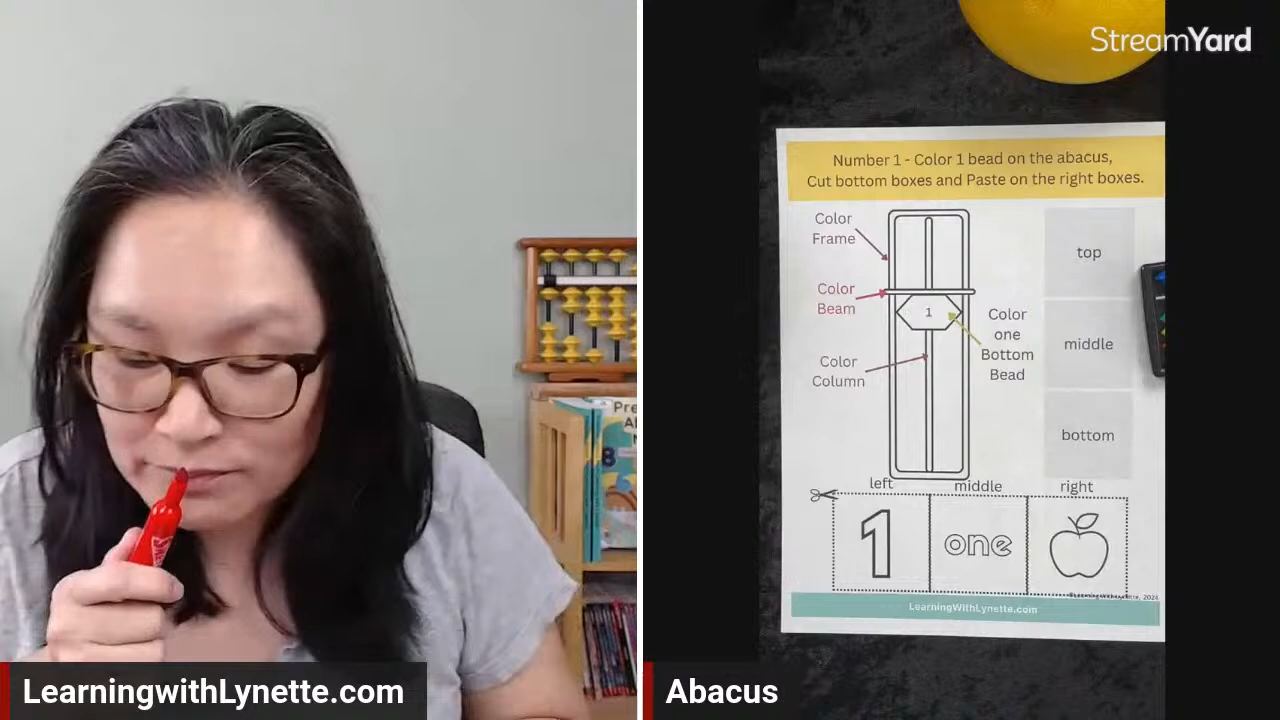 StreamYard
Number 1 - Color 1 bead on the abacus,
Cut bottom boxes and Paste on the right boxes.
Color
Frame
top
Color
Beam
1
Color
one
Bottom
Bead
middle
Color
Column
bottom
left middle right
1 one
LearningWithLynette.com
LearningwithLynette.com
Abacus